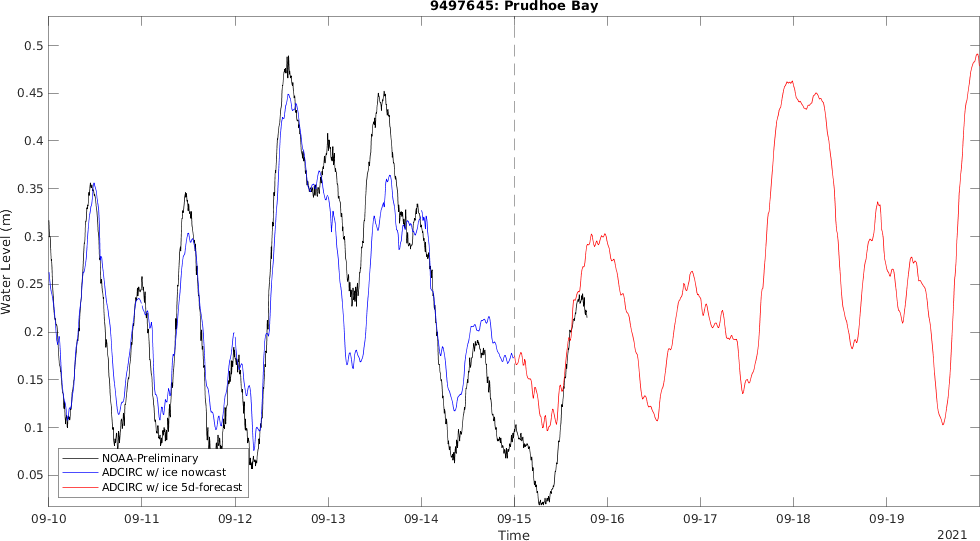 9497645: Prudhoe Bay
0.5
0.45
0.4
0.35
0.3
0.25
0.2
0.15
0.1
0.05
Water Level (m)
NOAA-Preliminary
ADCIRC w/ ice nowcast
ADCIRC w/ ice 5d-forecast
09-10 09-11 09-12 09-13 09-14 09-15 09-16 09-17 09-18 09-19
Time
2021